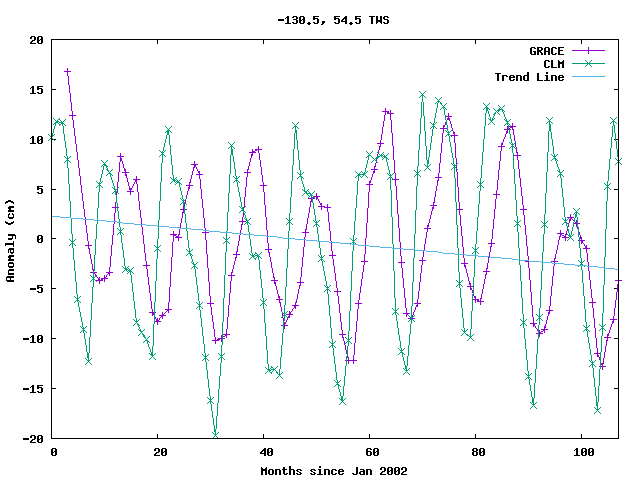 -130.5, 54.5 TWS
GRACE
CLM
Trend Line
20
15
10
5
0
-5
-10
-15
-20
Anomaly (cm)
0 20 40 60 80 100
Months since Jan 2002